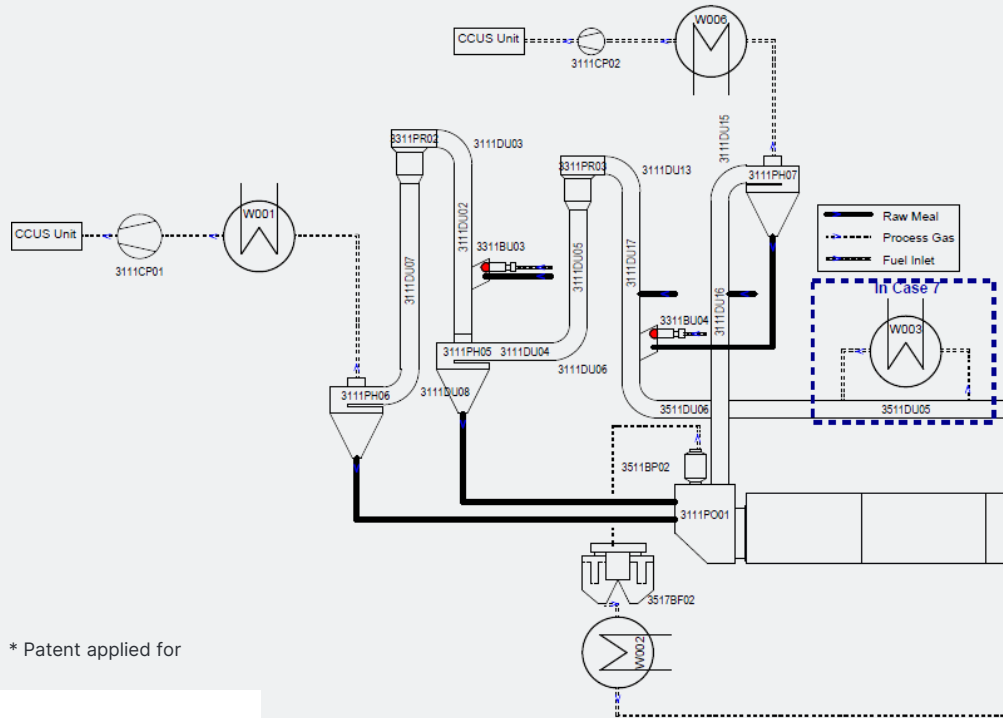 W006
CCUS Unit
3111CP02
3111DU15
3311PR02
3111DU03
3311PR03
3111DU13
3111PH07
W001
CCUS Unit
3111CP01
3111DU02
3311BU03
3111DU07
3111DU05
3111DU17
3111DU16
Raw Meal
Process Gas
Fuel Inlet
In Case 7
W003
3311BU04
3111PH05
3111DU04
3111DU06
3111DU08
3111PH06
3511DU06
3511DU05
3511BP02
3111PO01
3517BF02
W002
* Patent applied for